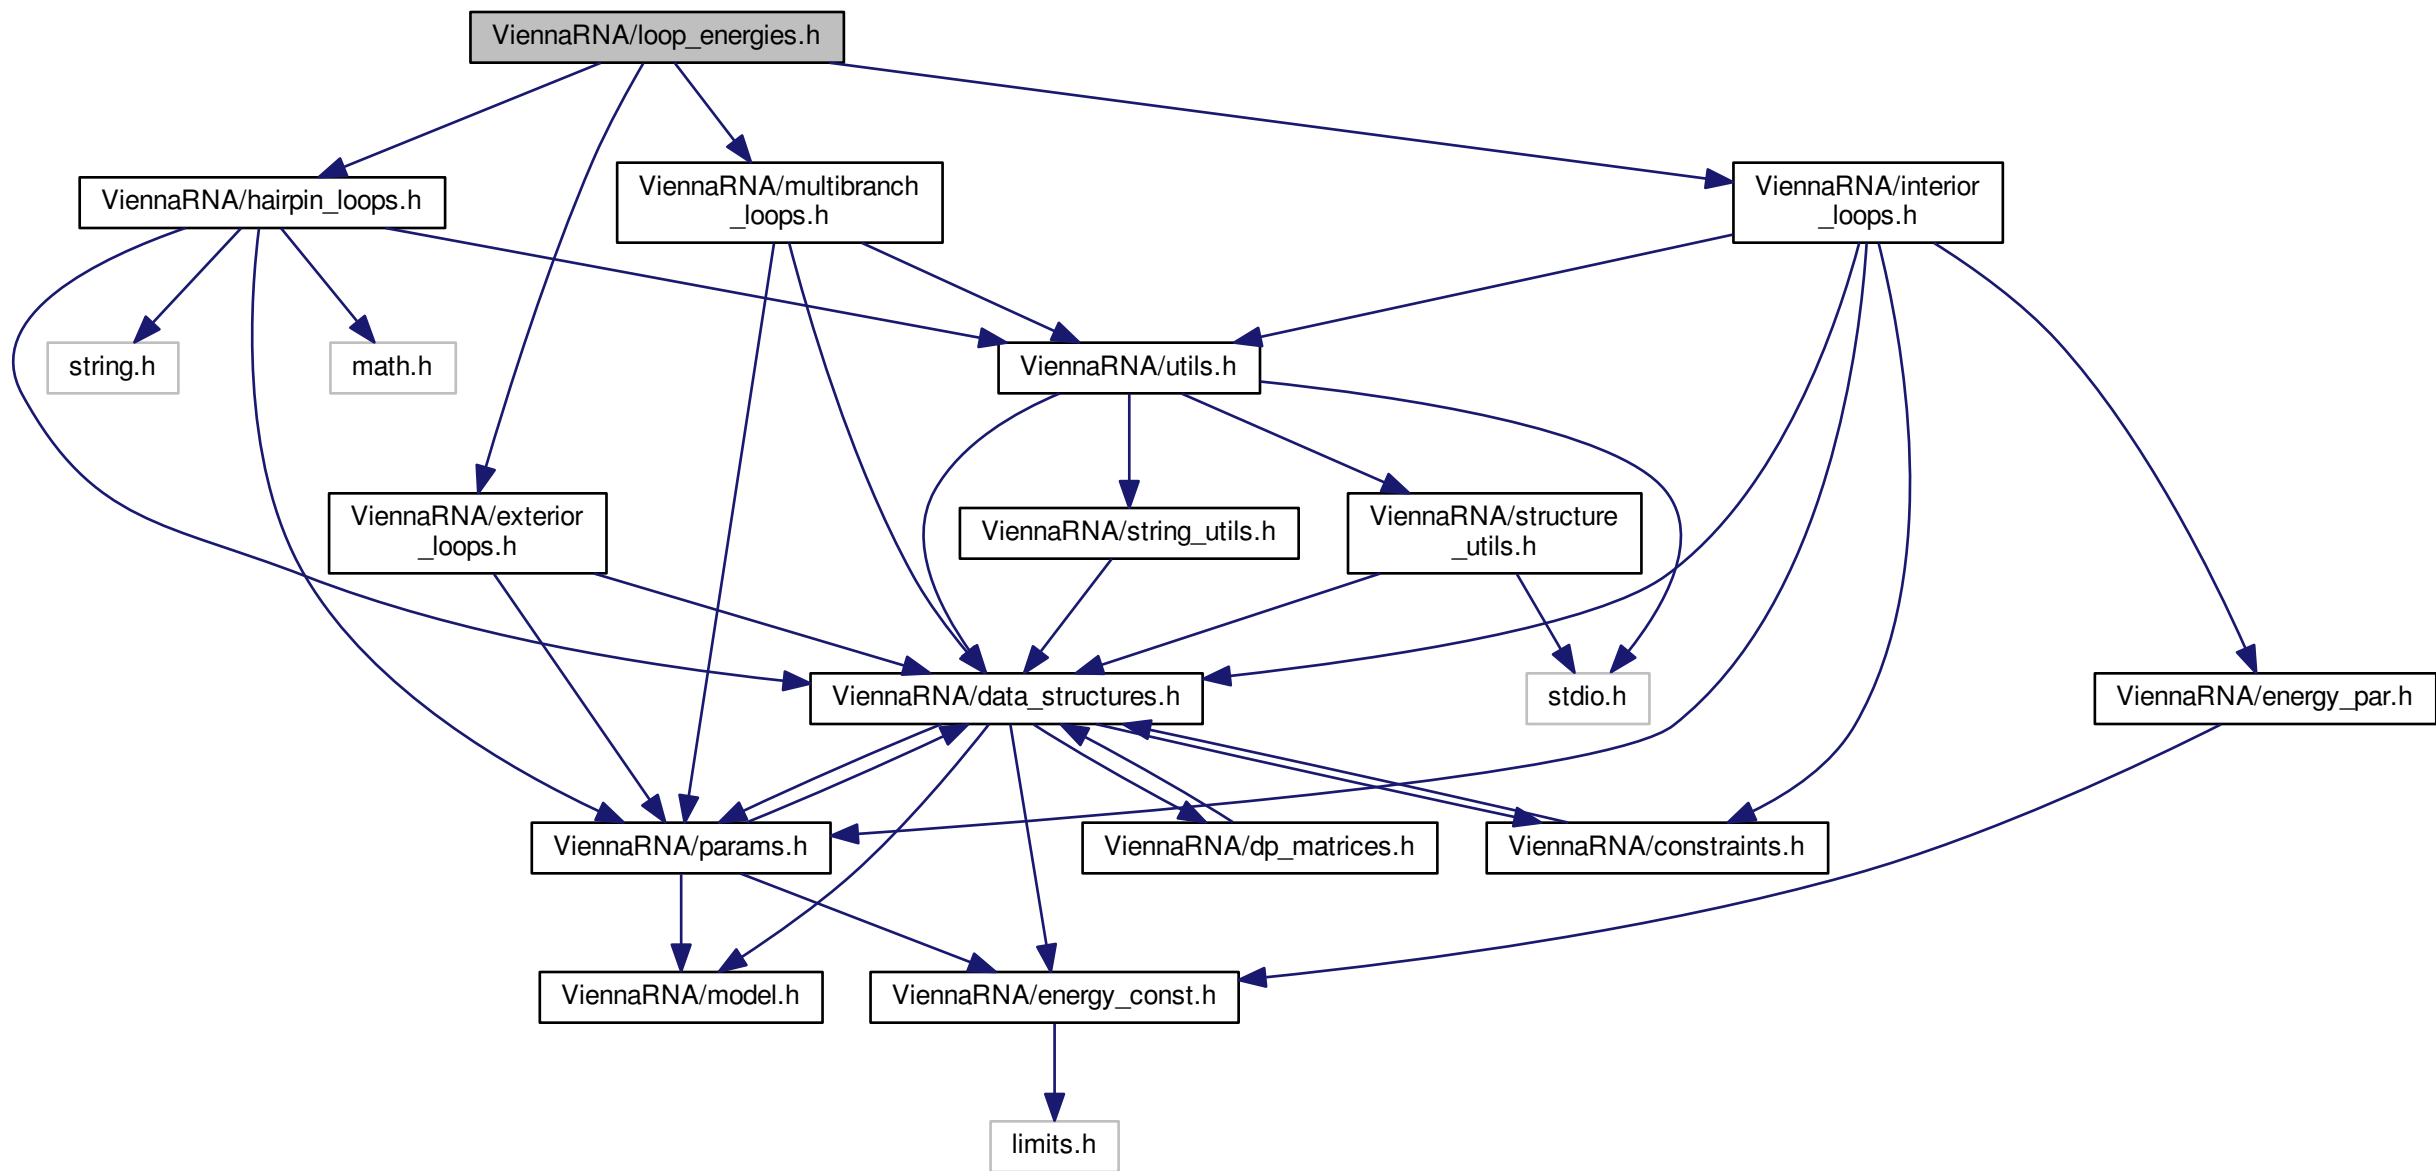 ViennaRNA/loop_energies.h
ViennaRNA/hairpin_loops.h
ViennaRNA/multibranch
_loops.h
ViennaRNA/interior
_loops.h
string.h
math.h
ViennaRNA/utils.h
ViennaRNA/exterior
_loops.h
ViennaRNA/string_utils.h
ViennaRNA/structure
_utils.h
ViennaRNA/data_structures.h
stdio.h
ViennaRNA/energy_par.h
ViennaRNA/params.h
ViennaRNA/dp_matrices.h
ViennaRNA/constraints.h
ViennaRNA/model.h
ViennaRNA/energy_const.h
limits.h